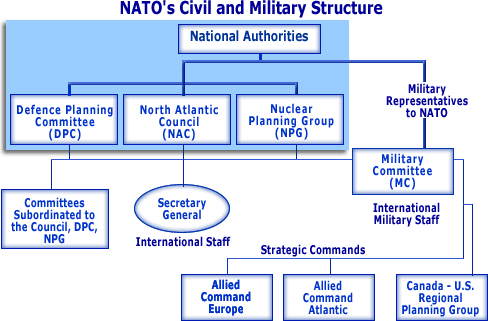 NATO's Civil and Military Structure
National Authorities
Military
Representatives
to NATO
Defence Planning
Committee
(DPC)
North Atlantic
Council
(NAC)
Nuclear
Planning Group
(NPG)
Military
Committee
(MC)
Committees
Subordinated to
the Council, DPC,
NPG
Secretary
General
International Staff
International
Military Staff
Strategic Commands
Allied
Command
Europe
Allied
Command
Atlantic
Canada - U.S.
Regional
Planning Group